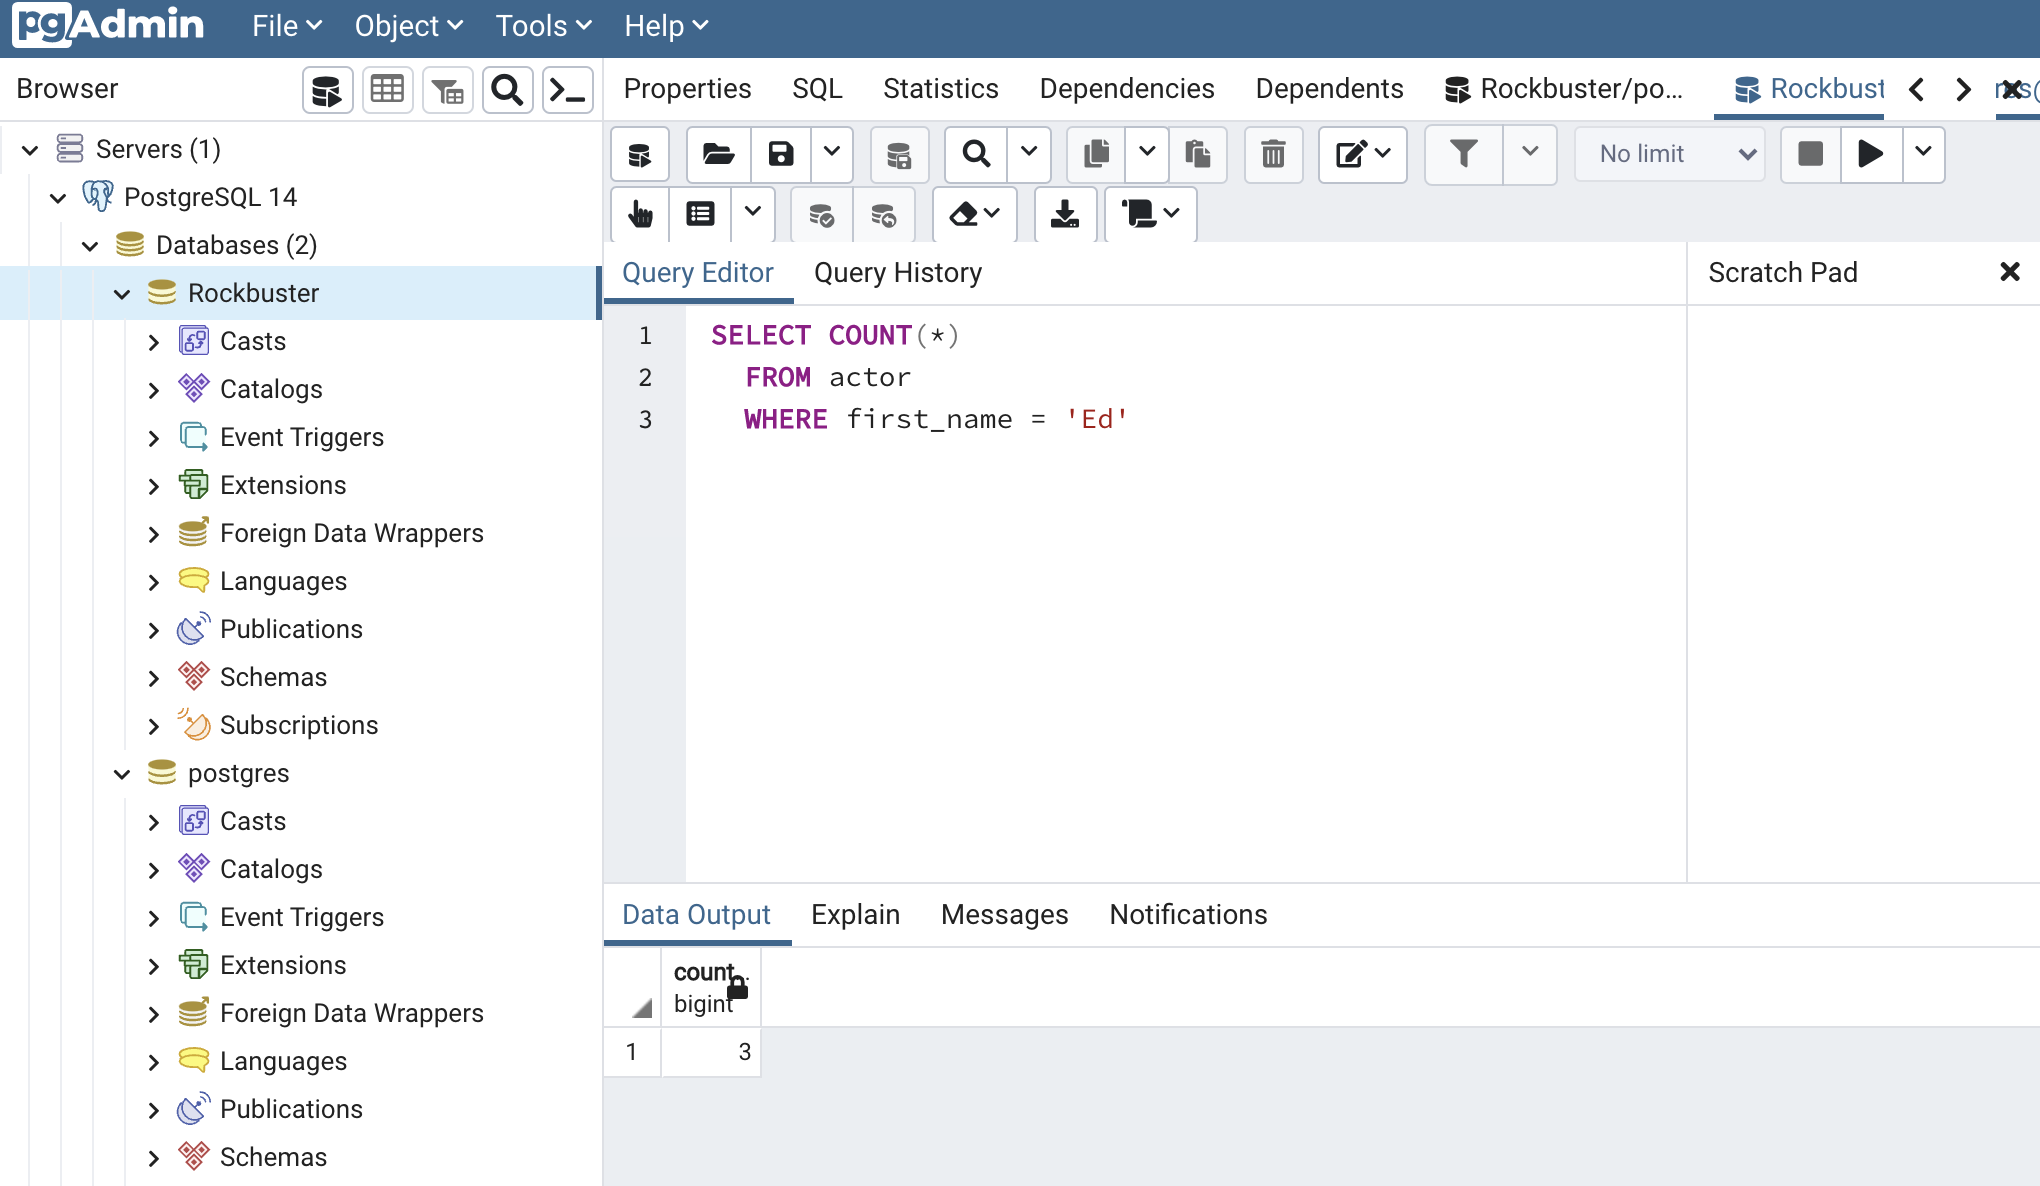 pgAdmin
File
Object
Tools
Help
Browser
Properties
SQL
Statistics
Dependencies
Dependents
Rockbuster/po...
Rockbust
Servers (1)
PostgreSQL 14
Databases (2)
Rockbuster
Casts
Catalogs
Event Triggers
Extensions
Foreign Data Wrappers
Languages
Publications
Schemas
Subscriptions
postgres
Casts
Catalogs
Event Triggers
Extensions
Foreign Data Wrappers
Languages
Publications
Schemas
No limit
Query Editor
Query History
Scratch Pad
1 SELECT COUNT(*)
2 FROM actor
3 WHERE first_name = 'Ed'
Data Output
Explain
Messages
Notifications
count..
bigint
1 3